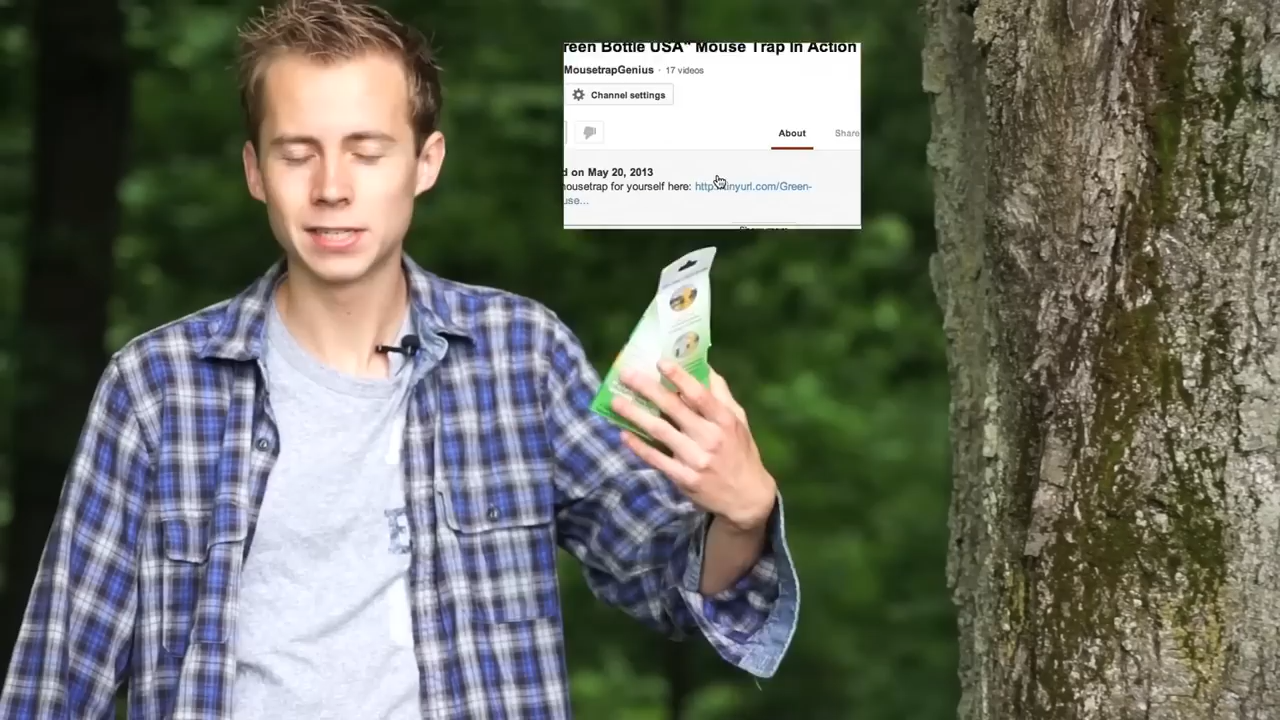 reen Bottle USA" Mouse Trap in Action
MousetrapGenius · 17 videos
Channel settings
About Share
d on May 20, 2013
mousetrap for yourself here: http://tinyurl.com/Green-
use...